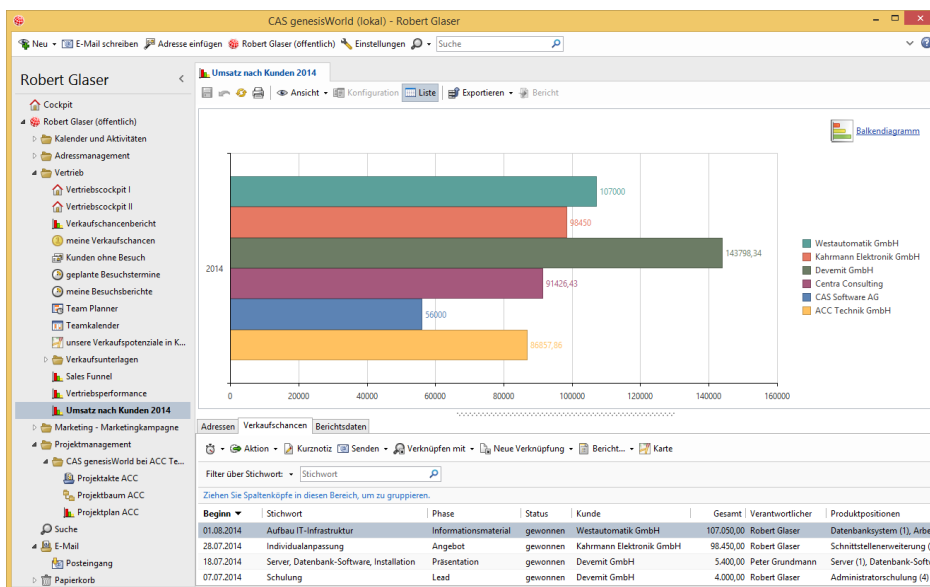 CAS genesisWorld (lokal) - Robert Glaser
Neu E-Mail schreiben Adresse einfügen Robert Glaser (öffentlich) Einstellungen Suche
Robert Glaser
Cockpit
Robert Glaser (öffentlich)
Kalender und Aktivitäten
Adressmanagement
Vertrieb
Vertriebscockpit I
Vertriebscockpit II
Verkaufschancenbericht
meine Verkaufschancen
Kunden ohne Besuch
geplante Besuchstermine
meine Besuchsberichte
Team Planner
Teamkalender
unsere Verkaufspotenziale in K...
Verkaufsunterlagen
Sales Funnel
Vertriebsperformance
Umsatz nach Kunden 2014
Marketing - Marketingkampagne
Projektmanagement
CAS genesisWorld bei ACC Te...
Projektakte ACC
Projektbaum ACC
Projektplan ACC
Suche
E-Mail
Posteingang
Papierkorb
Umsatz nach Kunden 2014
Ansicht Konfiguration Liste Exportieren Bericht
Balkendiagramm
2014
107000
98450
143798,34
91426,43
56000
86857,86
0 20000 40000 60000 80000 100000 120000 140000 160000
Westautomatik GmbH
Kahrmann Elektronik GmbH
Devemit GmbH
Centra Consulting
CAS Software AG
ACC Technik GmbH
Adressen Verkaufschancen Berichtsdaten
Aktion Kurznotiz Senden Verknüpfen mit Neue Verknüpfung Bericht... Karte
Filter über Stichwort: Stichwort
Ziehen Sie Spaltenköpfe in diesen Bereich, um zu gruppieren.
Beginn Stichwort Phase Status Kunde Gesamt Verantwortlicher Produktpositionen
01.08.2014 Aufbau IT-Infrastruktur Informationsmaterial gewonnen Westautomatik GmbH 107.050,00 Robert Glaser Datenbanksystem (1), Arbe
28.07.2014 Individualanpassung Angebot gewonnen Kahrmann Elektronik GmbH 98.450,00 Robert Glaser Schnittstellenerweiterung (
18.07.2014 Server, Datenbank-Software, Installation Präsentation gewonnen Devemit GmbH 5.400,00 Peter Grundmann Server (1), Datenbank-Soft
07.07.2014 Schulung Lead gewonnen Devemit GmbH 4.000,00 Robert Glaser Administratorschulung (4)